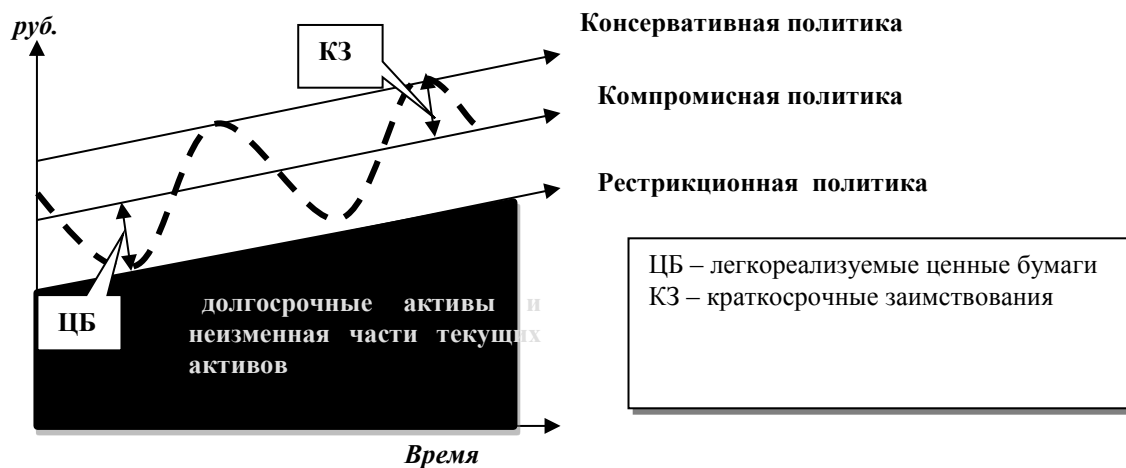 руб.
Консервативная политика
КЗ
Компромисная политика
Рестрикционная политика
ЦБ – легкореализуемые ценные бумаги
КЗ – краткосрочные заимствования
ЦБ
долгосрочные активы и
неизменная части текущих
активов
Время